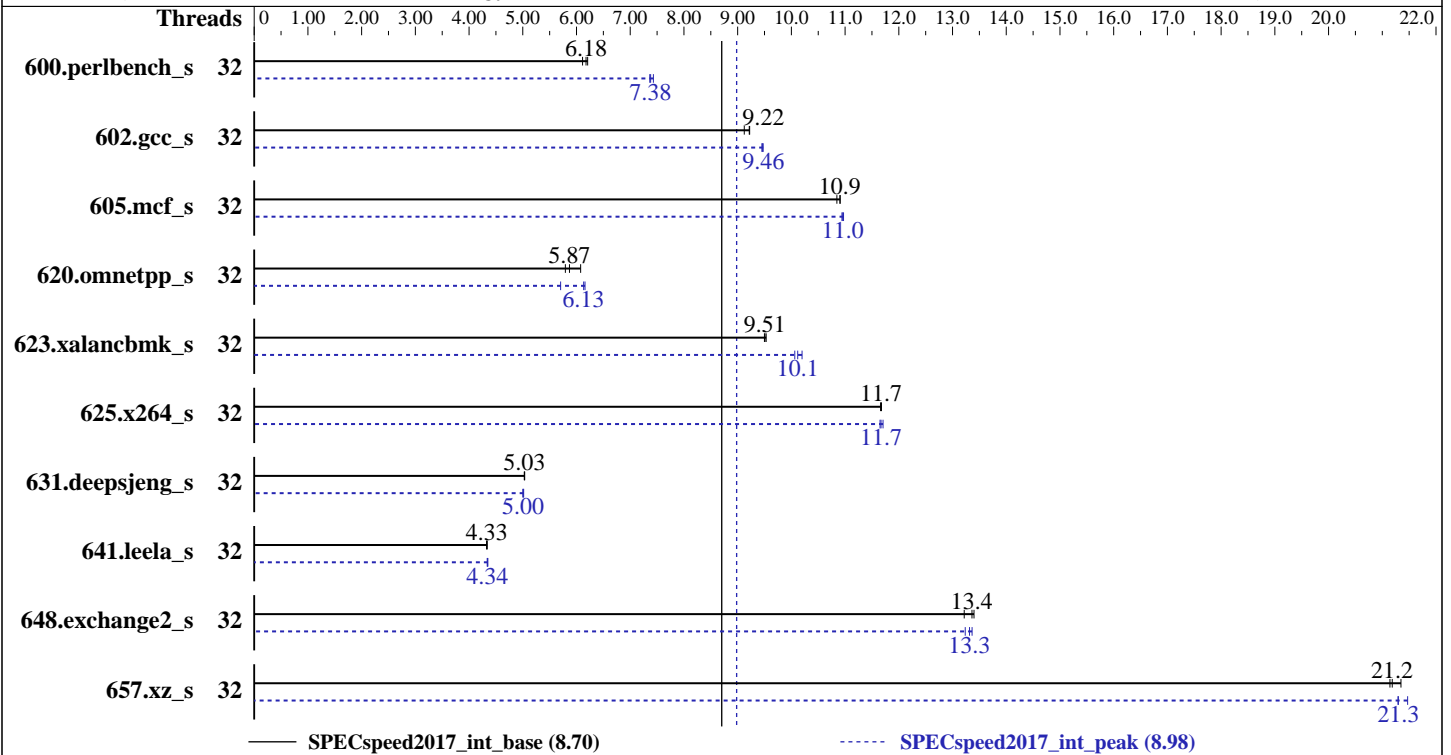 Threads 0 1.00 2.00 3.00 4.00 5.00 6.00 7.00 8.00 9.00 10.0 11.0 12.0 13.0 14.0 15.0 16.0 17.0 18.0 19.0 20.0 22.0
6.18
600.perlbench_s 32
7.38
9.22
602.gcc_s 32
9.46
10.9
605.mcf_s 32
11.0
5.87
620.omnetpp_s 32
6.13
9.51
623.xalancbmk_s 32
10.1
11.7
625.x264_s 32
11.7
5.03
631.deepsjeng_s 32
5.00
4.33
641.leela_s 32
4.34
13.4
648.exchange2_s 32
13.3
21.2
657.xz_s 32
21.3
SPECspeed2017_int_base (8.70) SPECspeed2017_int_peak (8.98)